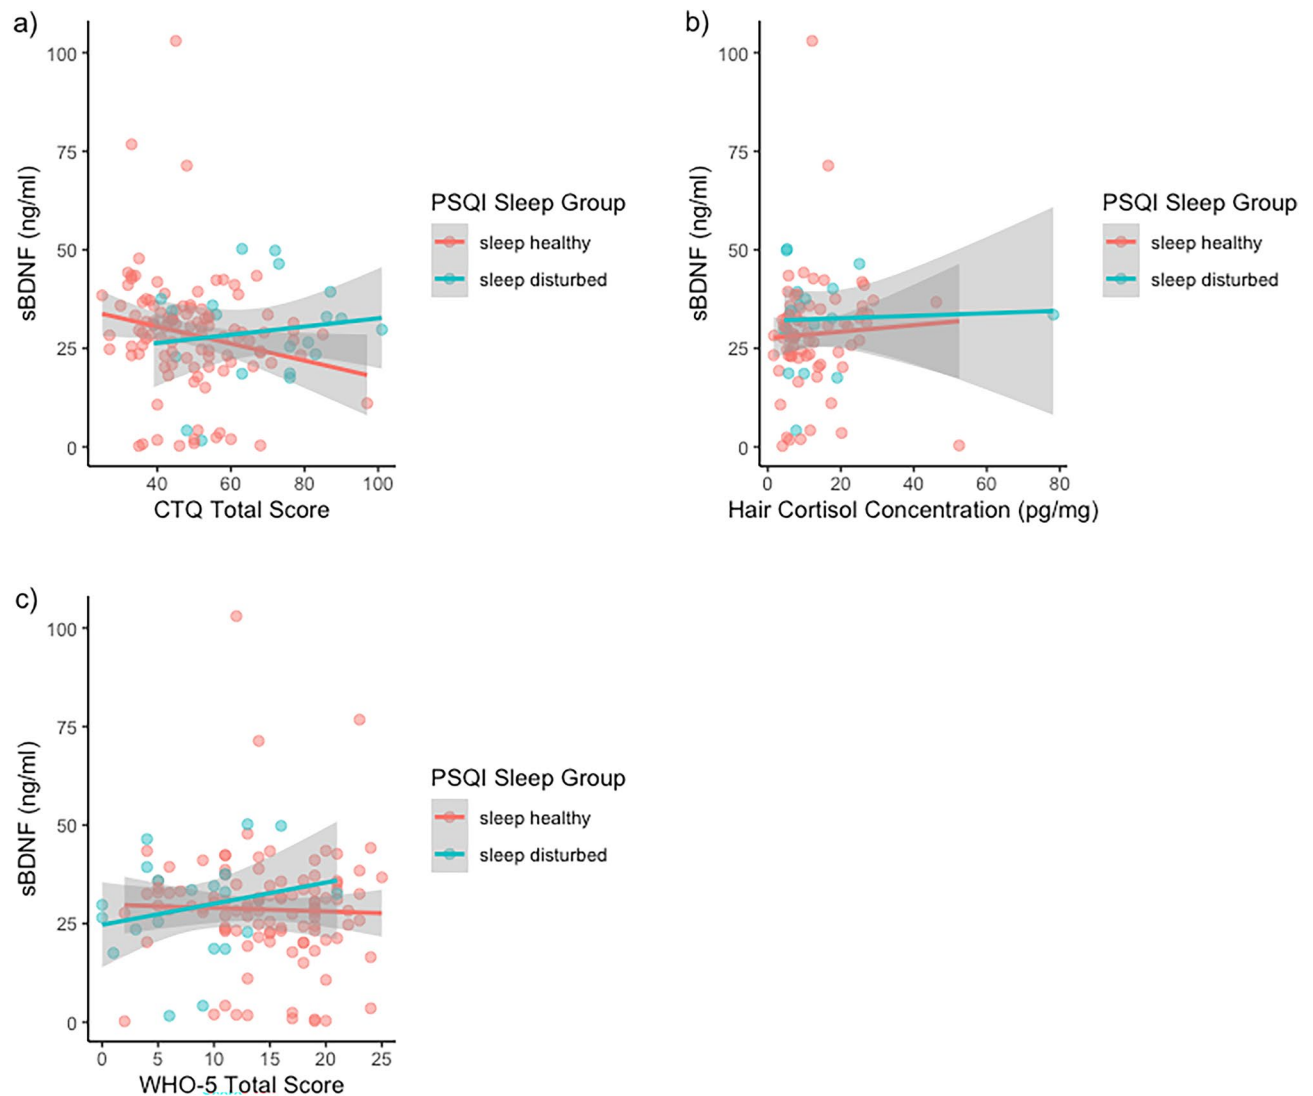 a)
100
75
50
25
0
sBDNF (ng/ml)
40 60 80 100
CTQ Total Score
PSQI Sleep Group
sleep healthy
sleep disturbed
b)
100
75
50
25
0
sBDNF (ng/ml)
0 20 40 60 80
Hair Cortisol Concentration (pg/mg)
PSQI Sleep Group
sleep healthy
sleep disturbed
c)
100
75
50
25
0
sBDNF (ng/ml)
0 5 10 15 20 25
WHO-5 Total Score
PSQI Sleep Group
sleep healthy
sleep disturbed